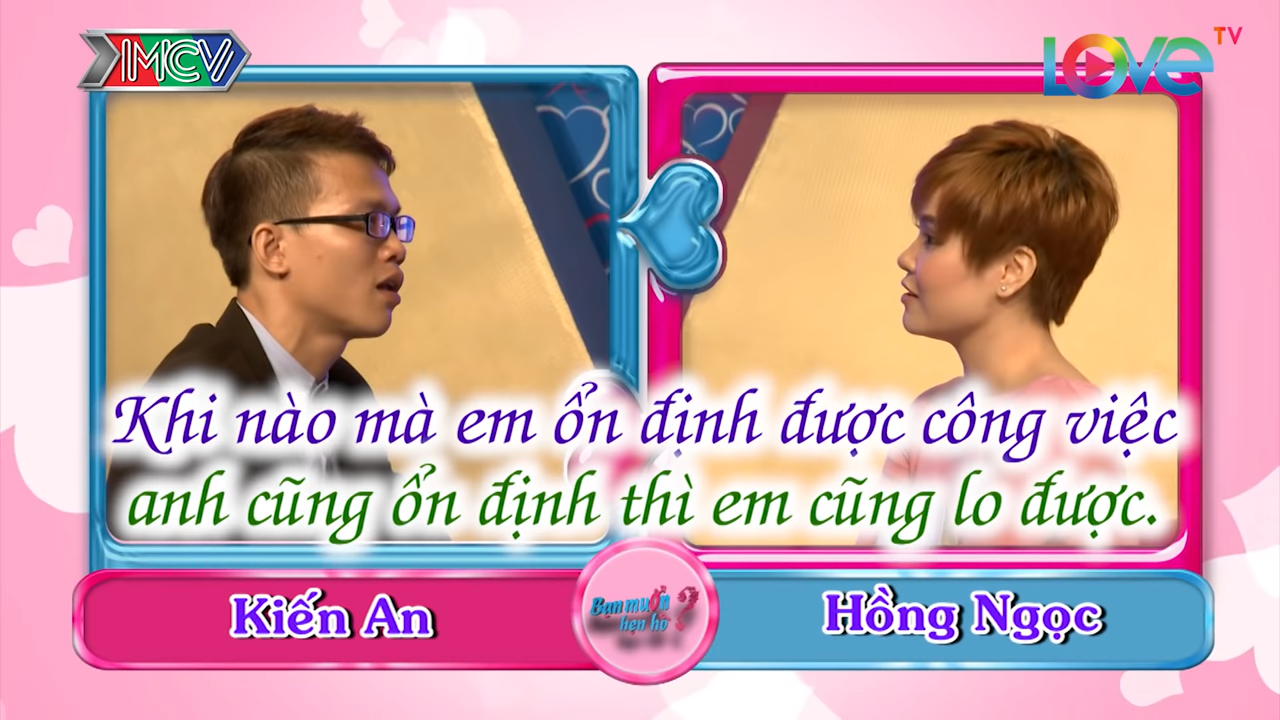 MCV
LOVE TV
Khi nào mà em ổn định được công việc
anh cũng ổn định thì em cũng lo được.
Kiến An
Bạn muốn
hẹn hò
?
Hồng Ngọc